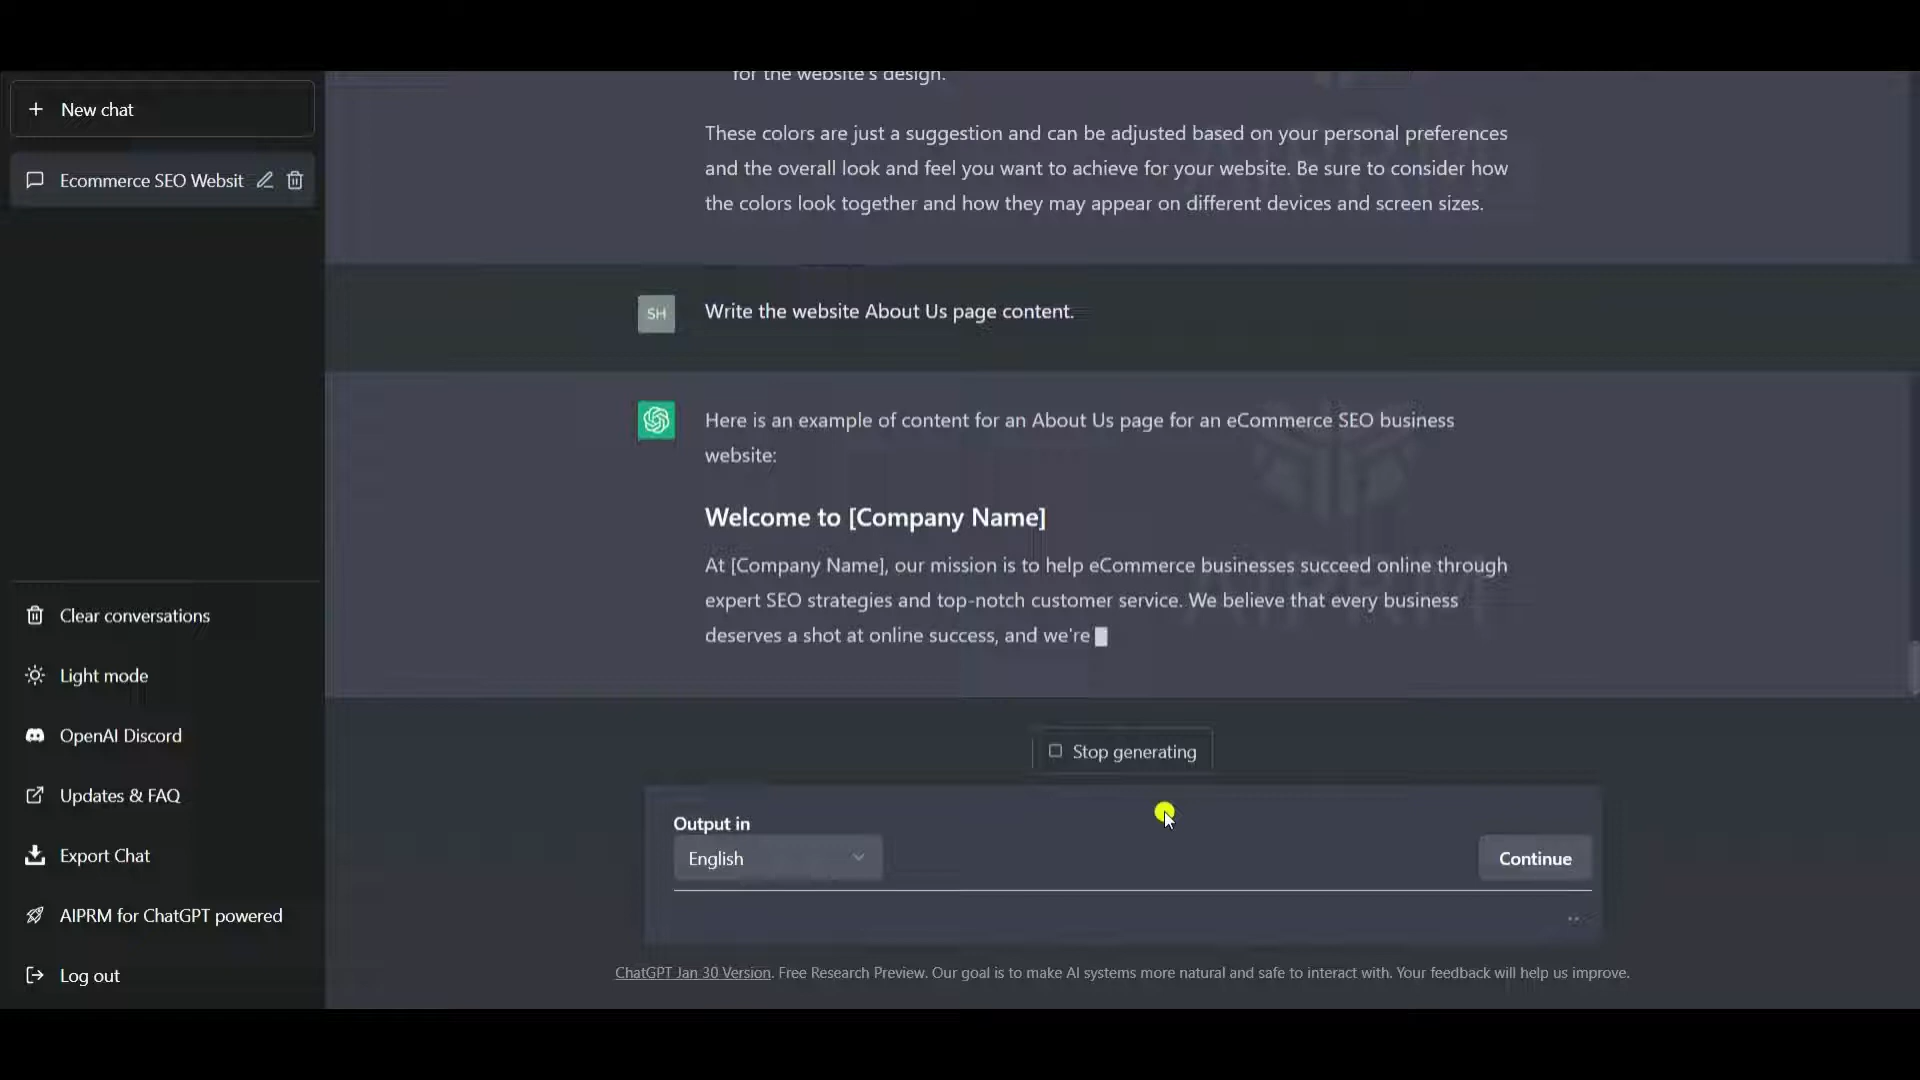 New chat
Ecommerce SEO Websit
Clear conversations
Light mode
OpenAI Discord
Updates & FAQ
Export Chat
AIPRM for ChatGPT powered
Log out
for the website's design.
These colors are just a suggestion and can be adjusted based on your personal preferences
and the overall look and feel you want to achieve for your website. Be sure to consider how
the colors look together and how they may appear on different devices and screen sizes.
SH
Write the website About Us page content.
Here is an example of content for an About Us page for an eCommerce SEO business
website:
Welcome to [Company Name]
At [Company Name], our mission is to help eCommerce businesses succeed online through
expert SEO strategies and top-notch customer service. We believe that every business
deserves a shot at online success, and we're
Stop generating
Output in
English
Continue
ChatGPT Jan 30 Version. Free Research Preview. Our goal is to make AI systems more natural and safe to interact with. Your feedback will help us improve.